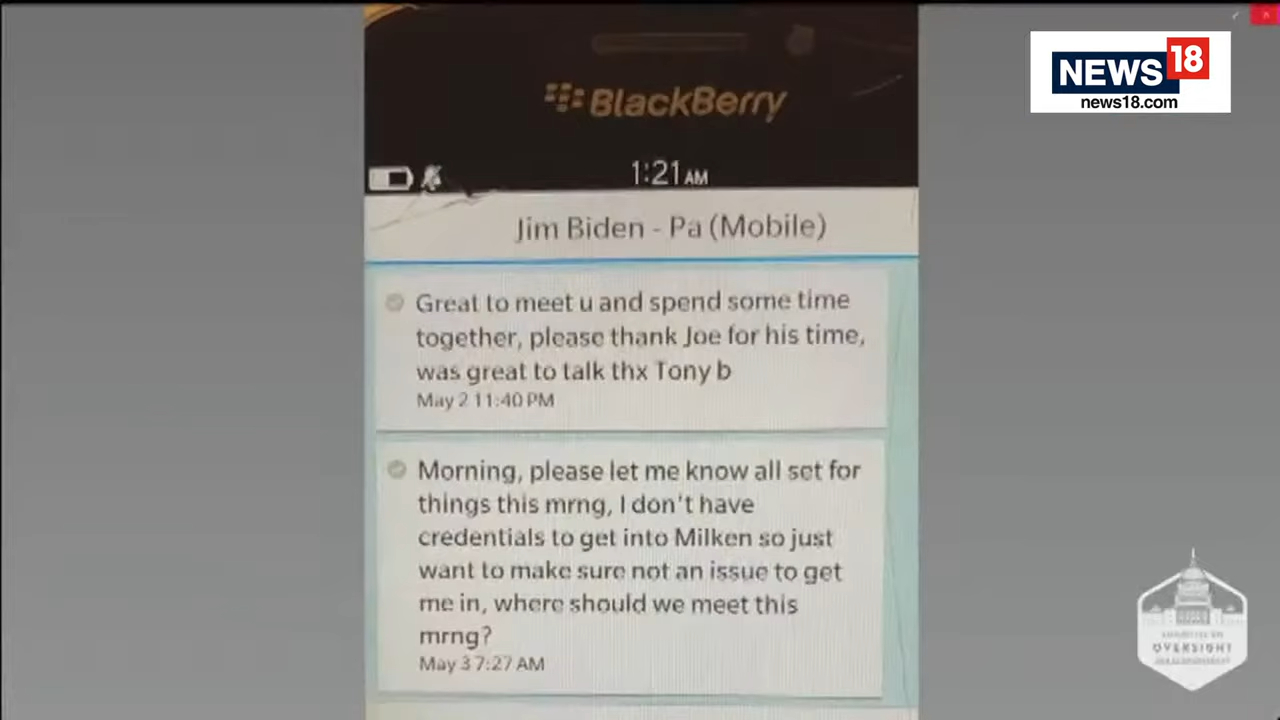 NEWS 18
news18.com
BlackBerry
1:21 AM
Jim Biden - Pa (Mobile)
Great to meet u and spend some time
together, please thank Joe for his time,
was great to talk thx Tony b
May 2 11:40 PM
Morning, please let me know all set for
things this mrng, I don't have
credentials to get into Milken so just
want to make sure not an issue to get
me in, where should we meet this
mrng?
May 3 7:27 AM
COMMITTEE ON
OVERSIGHT